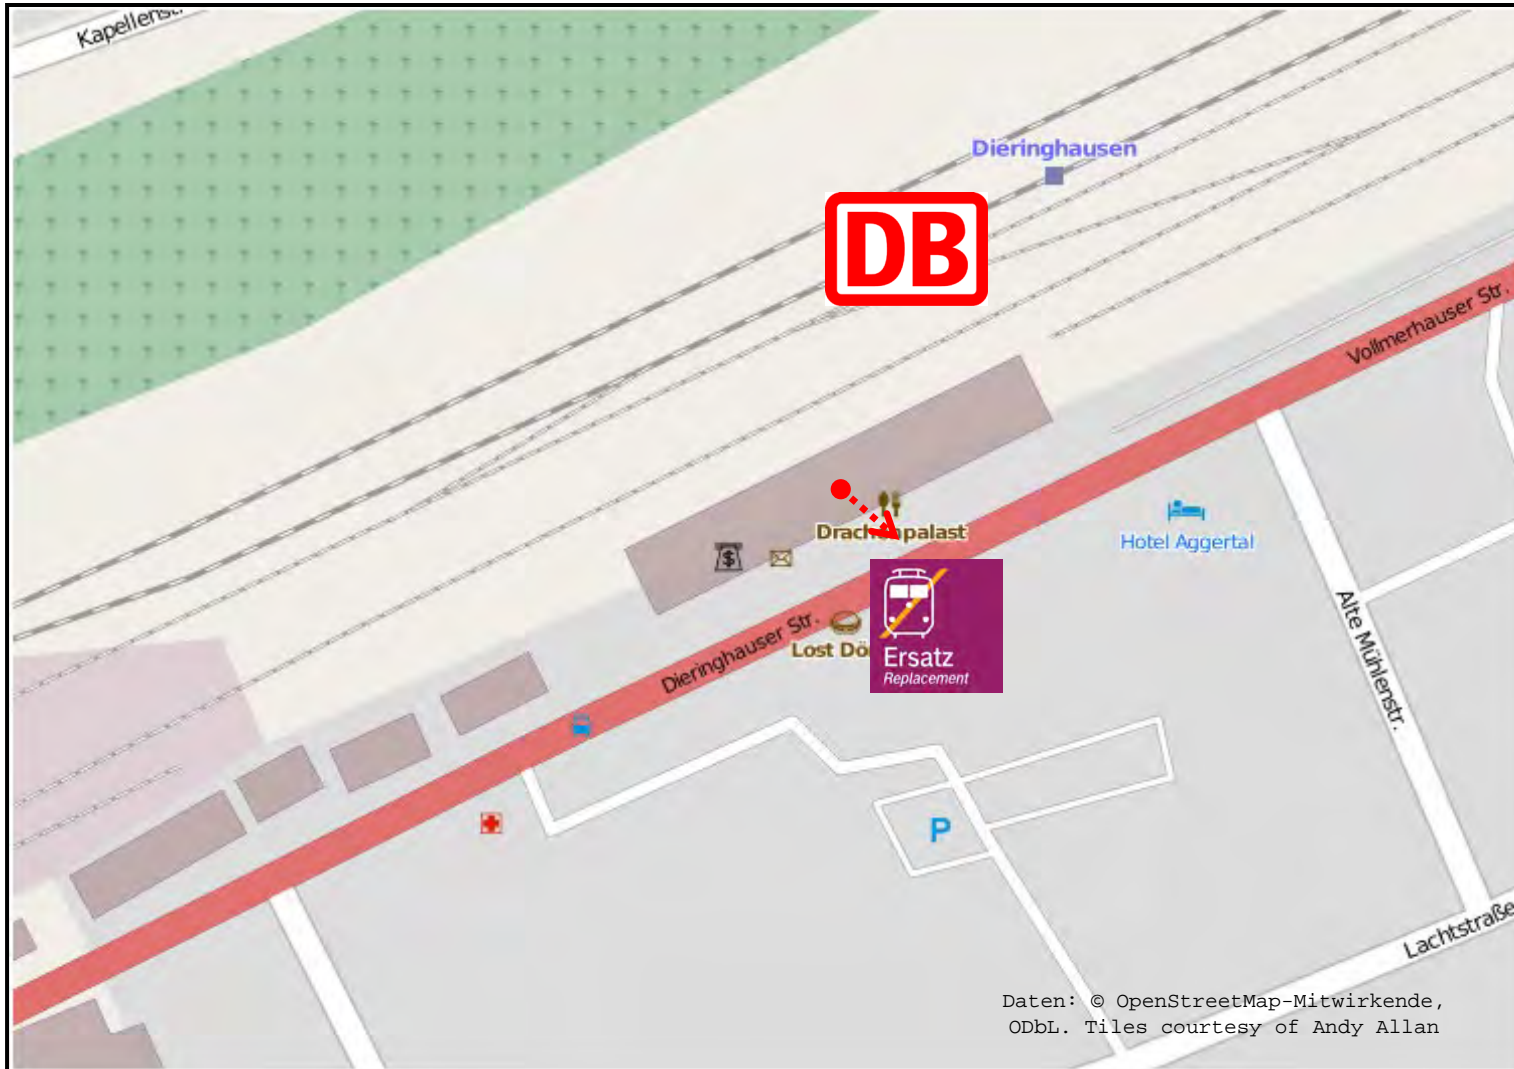 Kapellenstr.
Dieringhausen
DB
Vollmerhauser Str.
Drachenpalast
$
Hotel Aggertal
Dieringhauser Str.
Lost Dö
Ersatz
Replacement
Alte Mühlenstr.
P
Lachtstraße
Daten: © OpenStreetMap-Mitwirkende,
ODbL. Tiles courtesy of Andy Allan